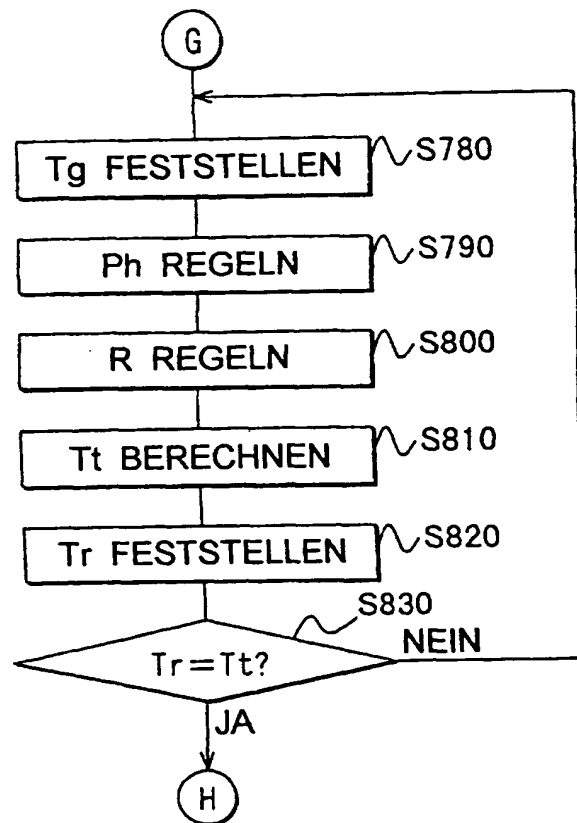 G
Tg FESTSTELLEN
S780
Ph REGELN
S790
R REGELN
S800
Tt BERECHNEN
S810
Tr FESTSTELLEN
S820
S830
Tr=Tt?
NEIN
JA
H